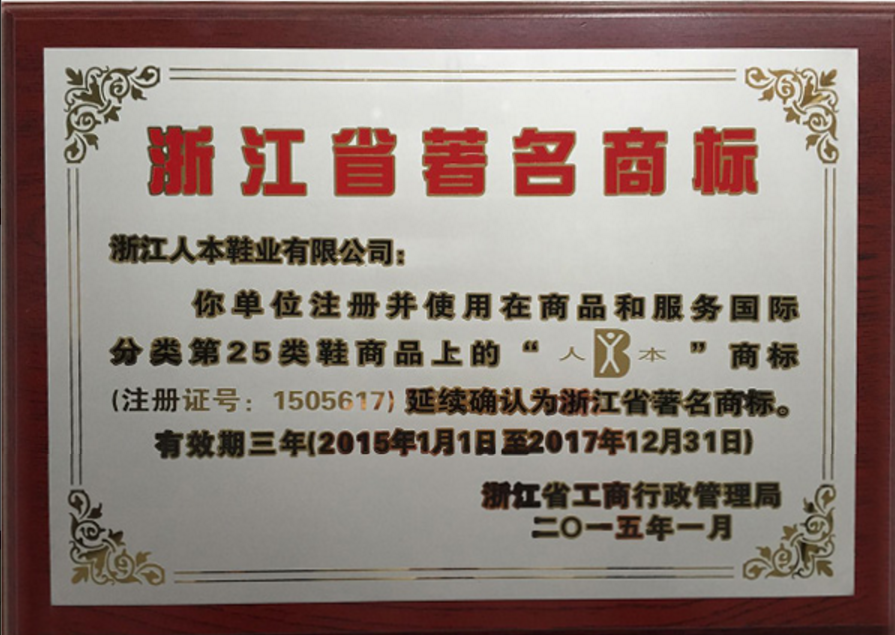 浙江省著名商标
浙江人本鞋业有限公司：
你单位注册并使用在商品和服务国际
分类第25类鞋商品上的“人B本”商标
(注册证号：1505617)延续确认为浙江省著名商标。
有效期三年(2015年1月1日至2017年12月31日)
浙江省工商行政管理局
二〇一五年一月